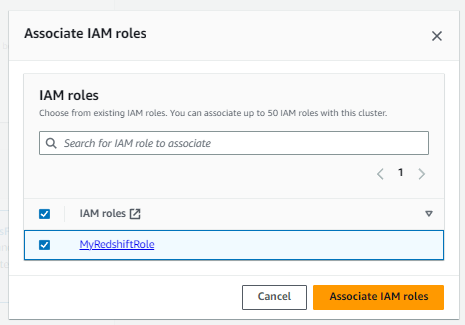 Associate IAM roles
IAM roles
Choose from existing IAM roles. You can associate up to 50 IAM roles with this cluster.
Search for IAM role to associate
1
IAM roles
MyRedshiftRole
Cancel
Associate IAM roles